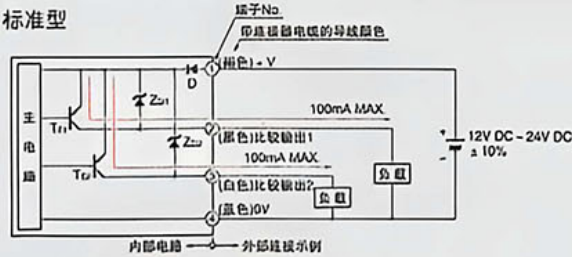 标准型
端子No.
带连接器电缆的导线颜色
1 (褐色)+V
D
ZD1
主电路
Tr1
100mA MAX.
2 (黑色)比较输出1
ZD2
12V DC~24V DC
±10%
100mA MAX.
Tr2
负载
3 (白色)比较输出2
负载
4 (蓝色)0V
内部电路
外部连接示例